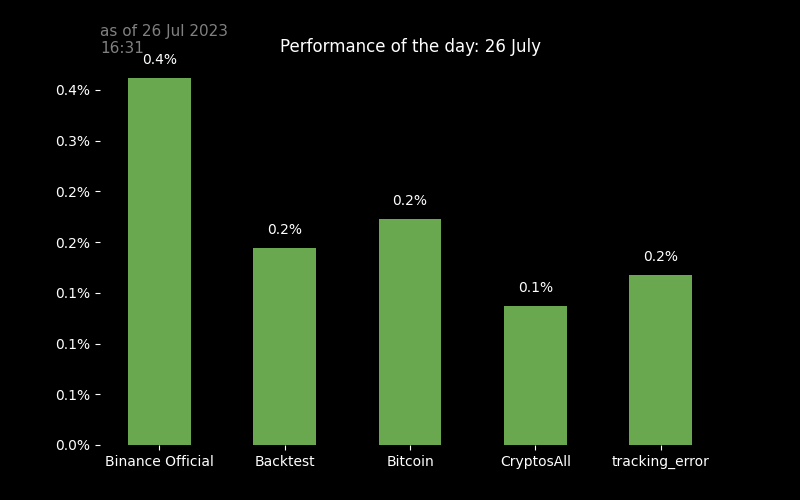 as of 26 Jul 2023
16:31
Performance of the day: 26 July
0.4%
0.2%
0.2%
0.1%
0.2%
0.4%
0.3%
0.2%
0.2%
0.1%
0.1%
0.1%
0.0%
Binance Official
Backtest
Bitcoin
CryptosAll
tracking_error